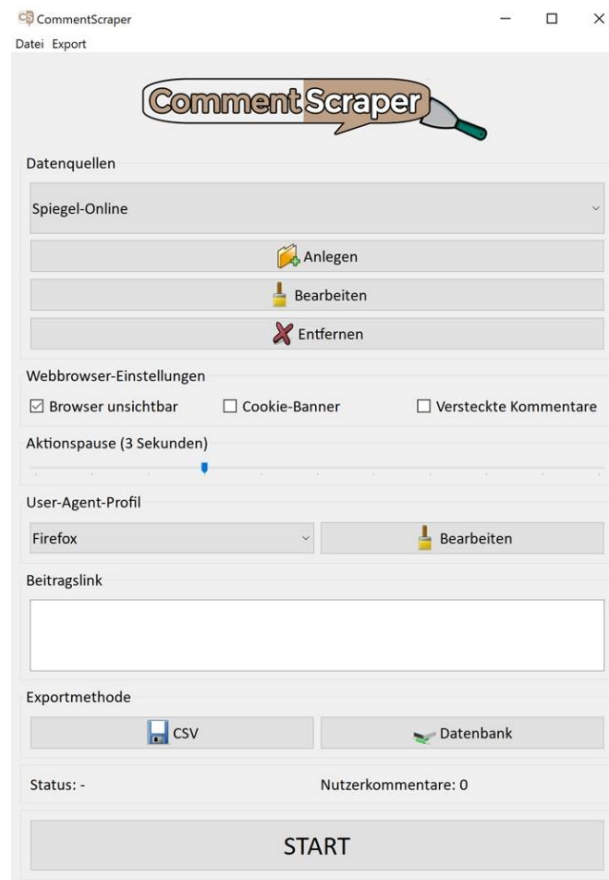 CS CommentScraper
Datei Export
CommentScraper
Datenquellen
Spiegel-Online
Anlegen
Bearbeiten
Entfernen
Webbrowser-Einstellungen
Browser unsichtbar Cookie-Banner Versteckte Kommentare
Aktionspause (3 Sekunden)
User-Agent-Profil
Firefox Bearbeiten
Beitragslink
Exportmethode
CSV Datenbank
Status: - Nutzerkommentare: 0
START